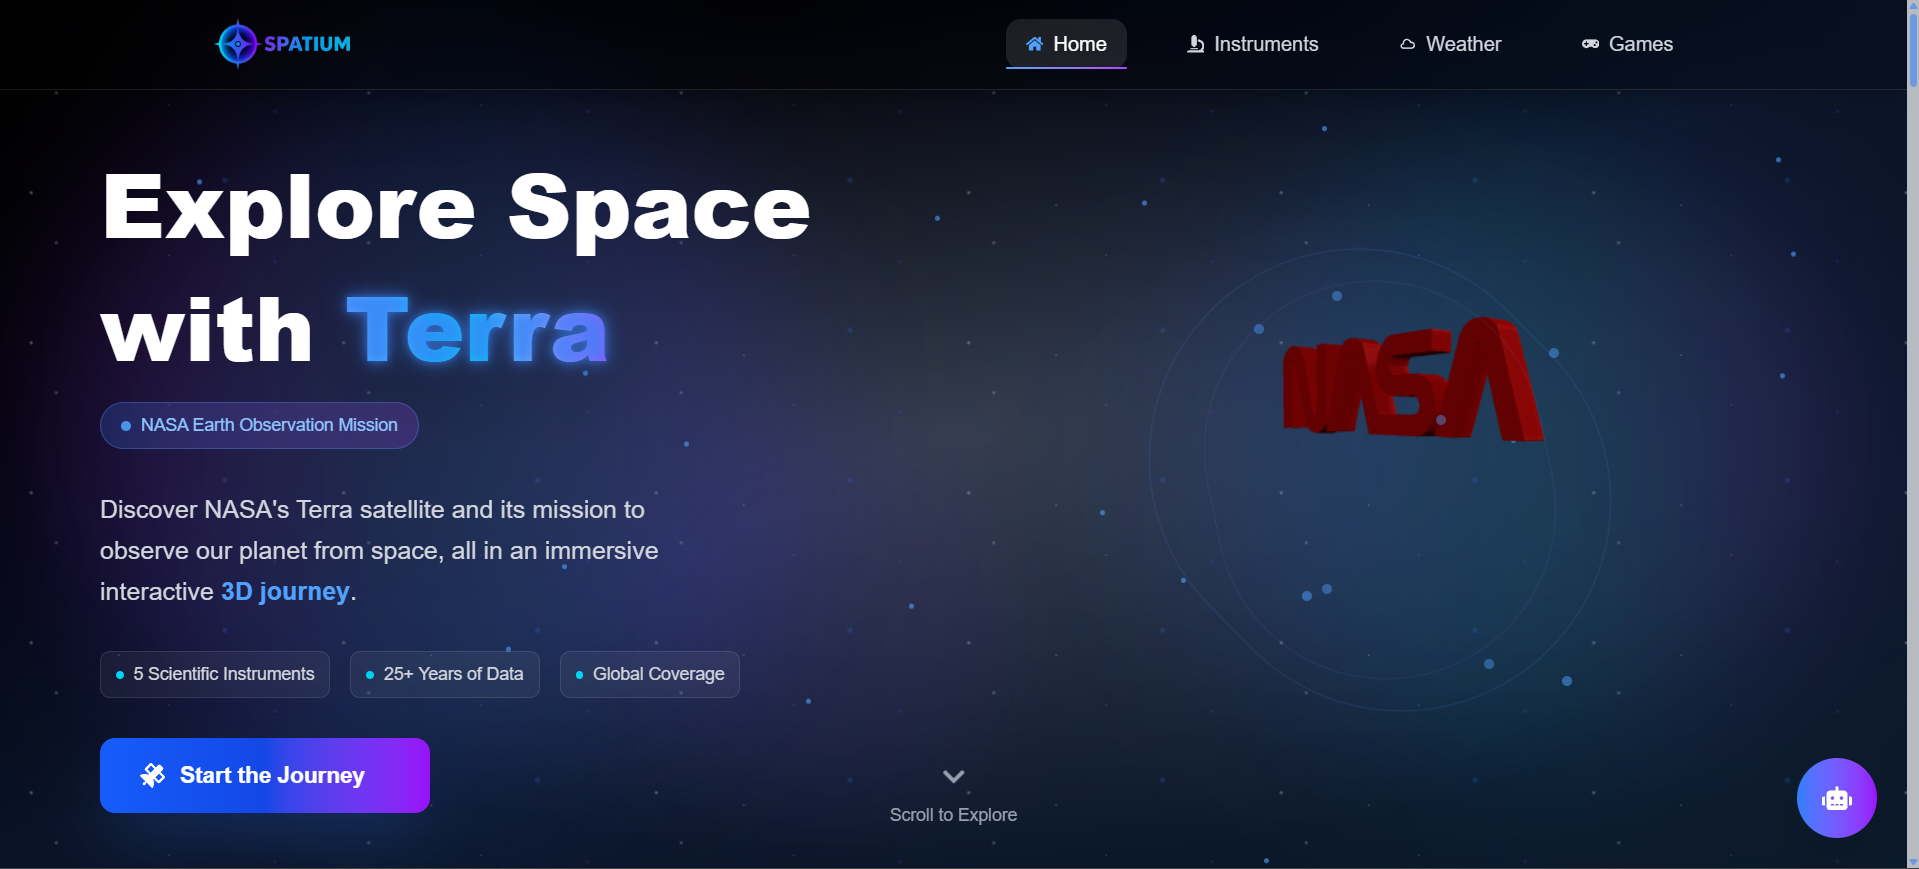 SPATIUM
Home
Instruments
Weather
Games
Explore Space
with Terra
NASA Earth Observation Mission
Discover NASA's Terra satellite and its mission to
observe our planet from space, all in an immersive
interactive 3D journey.
5 Scientific Instruments
25+ Years of Data
Global Coverage
Start the Journey
NASA
Scroll to Explore